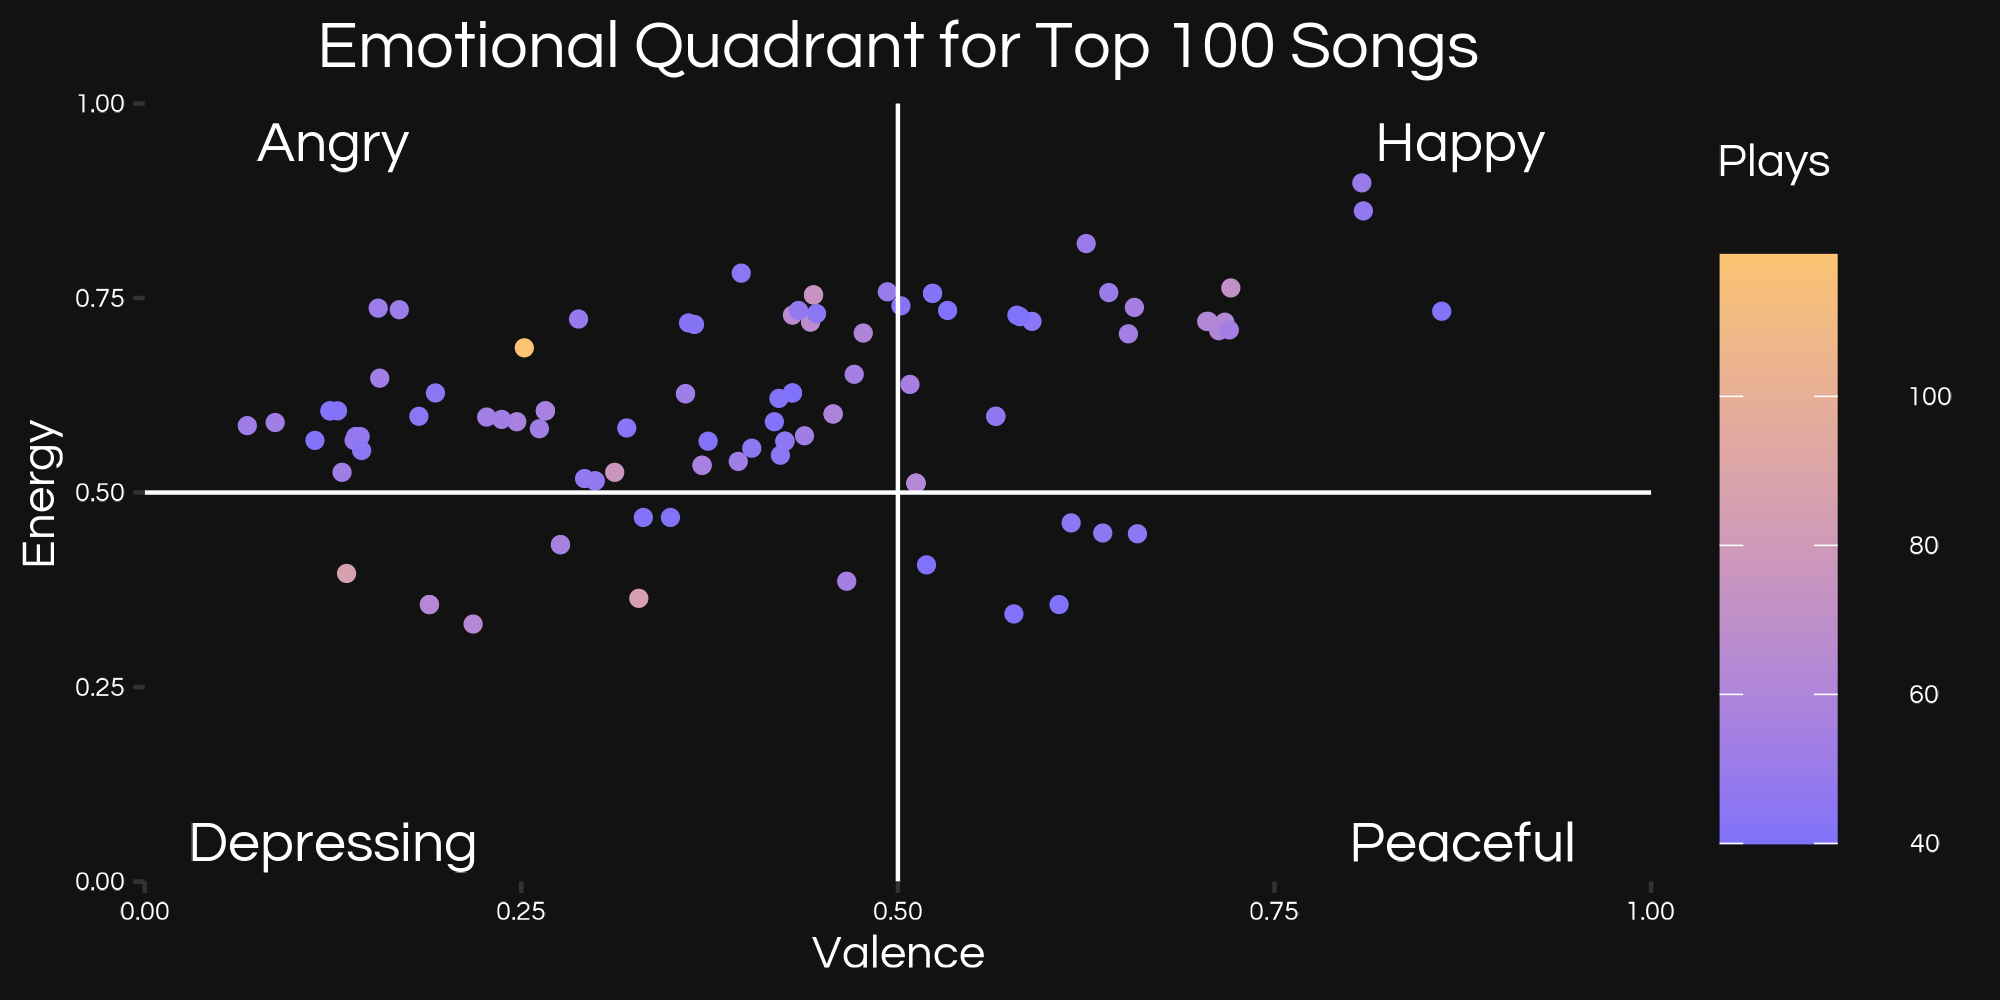 Emotional Quadrant for Top 100 Songs
1.00
Angry
Happy
Plays
0.75
100
Energy
0.50
80
0.25
60
Depressing
Peaceful
40
0.00
0.00
0.25
0.50
0.75
1.00
Valence